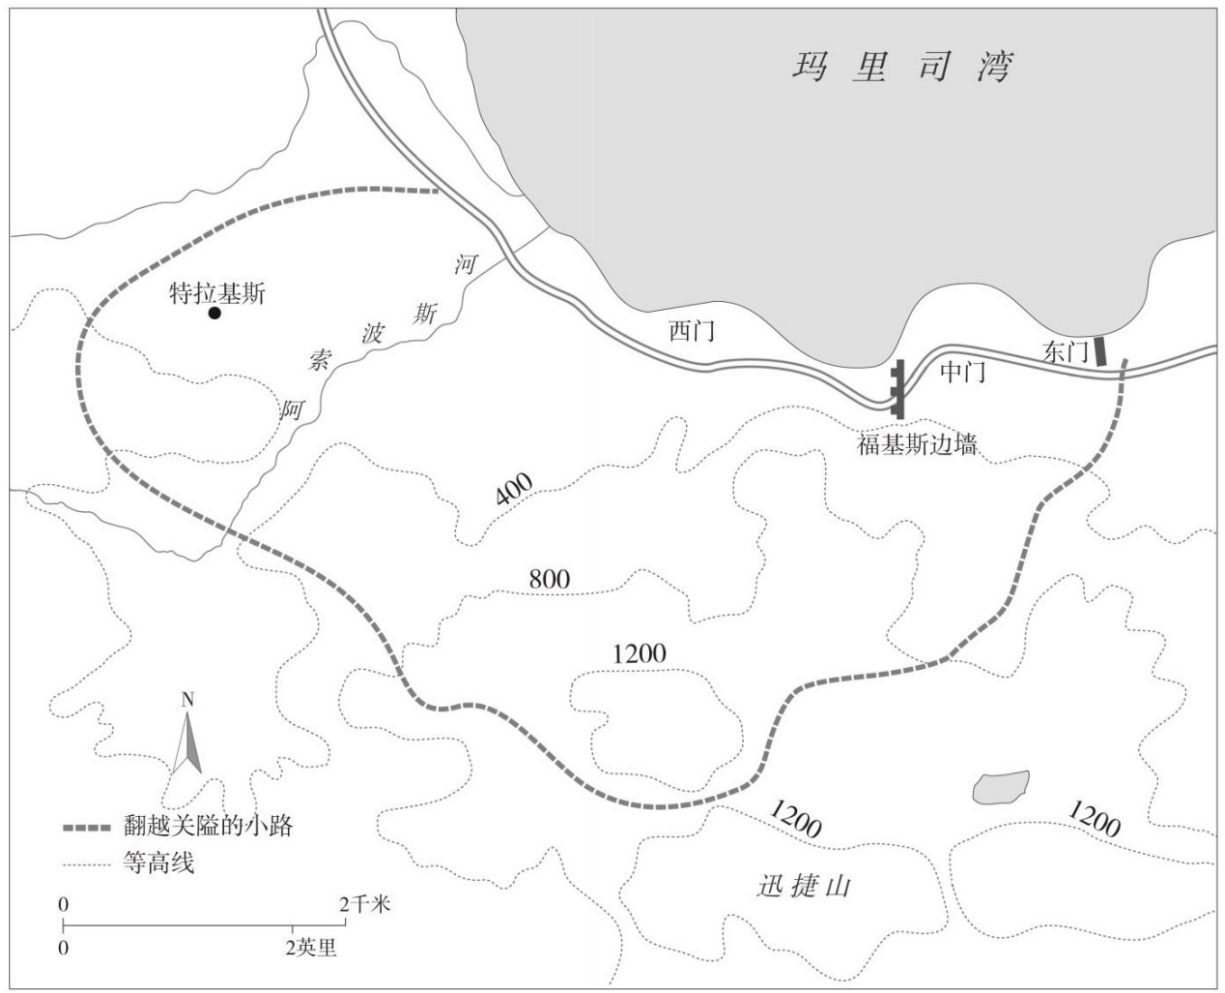 玛里司湾
河
斯
波
索
阿
特拉基斯
西门
东门
中门
福基斯边墙
400
800
1200
N
1200
1200
迅捷山
翻越关隘的小路
等高线
0 2千米
0 2英里